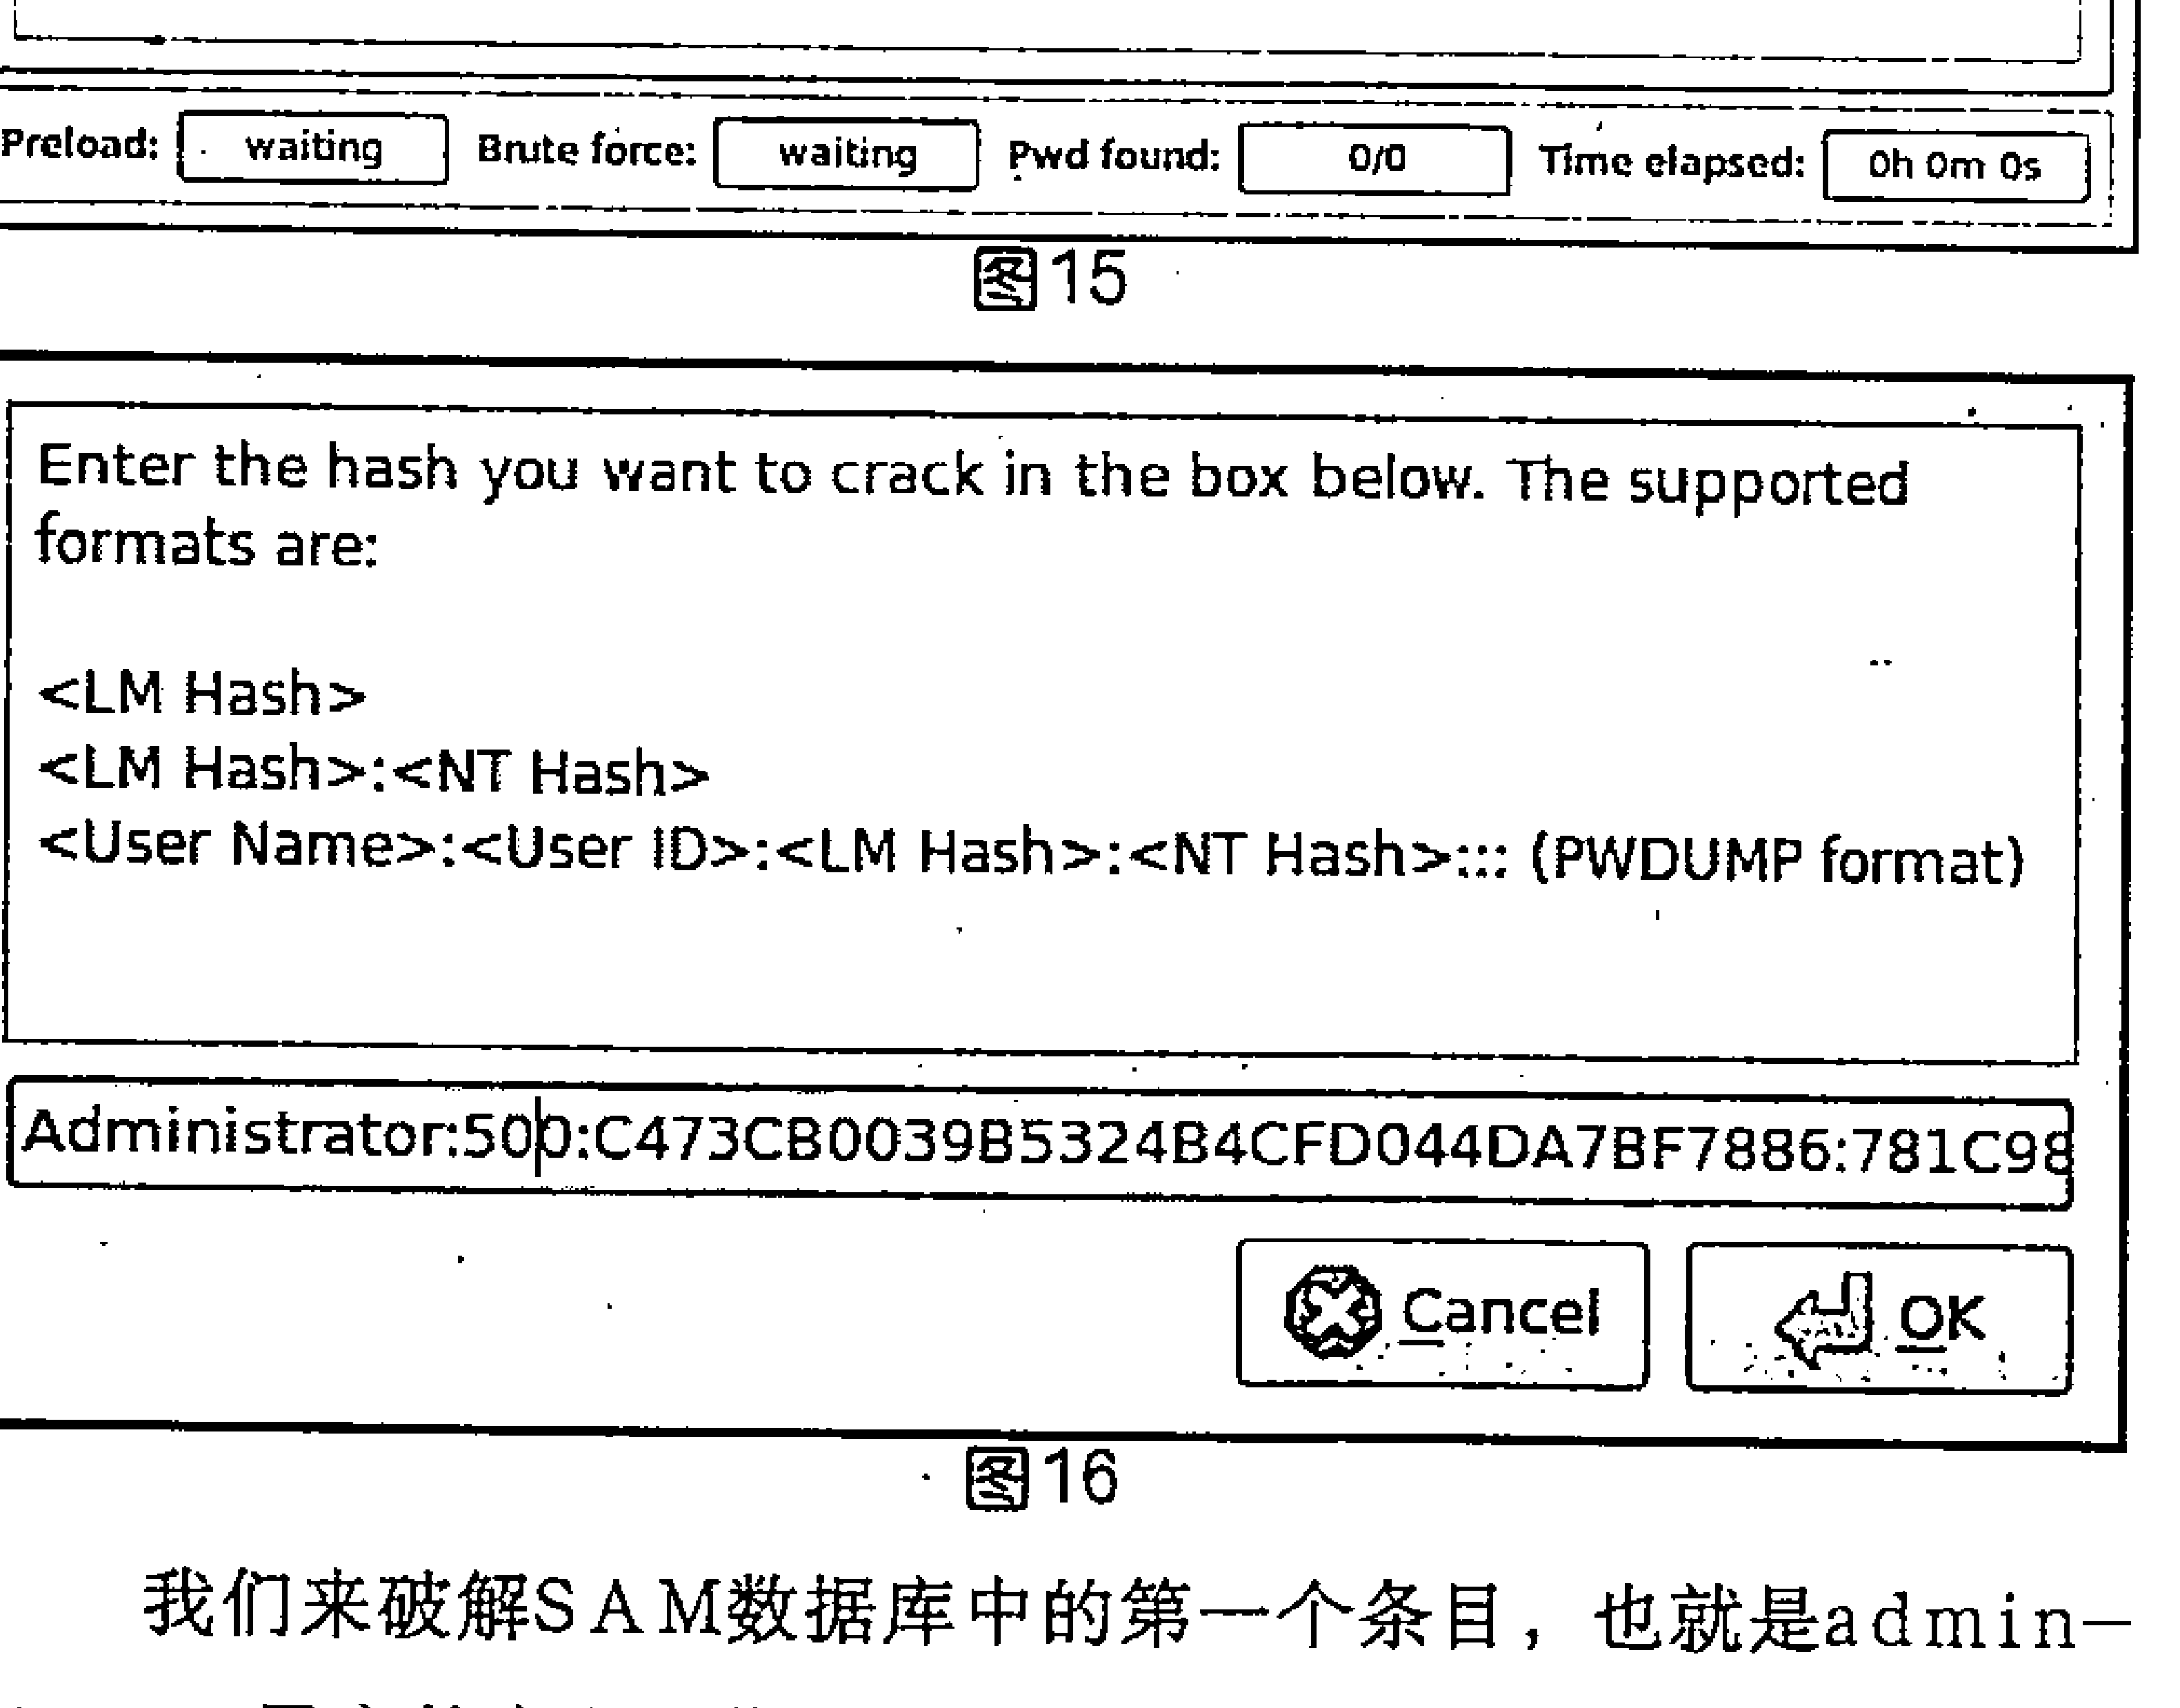 Preload: waiting Brute force: waiting Pwd found: 0/0 Time elapsed: 0h 0m 0s
图15
Enter the hash you want to crack in the box below. The supported
formats are:
<LM Hash>
<LM Hash>:<NT Hash>
<User Name>:<User ID>:<LM Hash>:<NT Hash>::: (PWDUMP format)
Administrator:500:C473CB0039B5324B4CFD044DA7BF7886:781C98
Cancel OK
图16
我们来破解SAM数据库中的第一个条目，也就是admin—